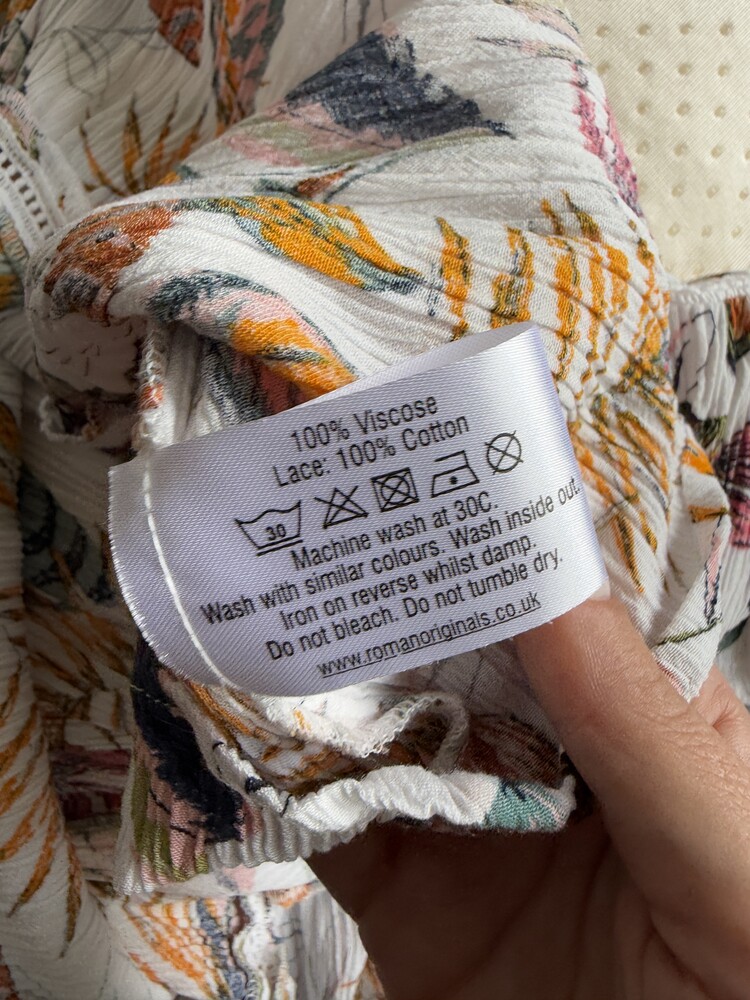 100% Viscose
Lace: 100% Cotton
30
Machine wash at 30C.
Wash with similar colours. Wash inside out.
Iron on reverse whilst damp.
Do not bleach. Do not tumble dry.
www.romanoriginals.co.uk